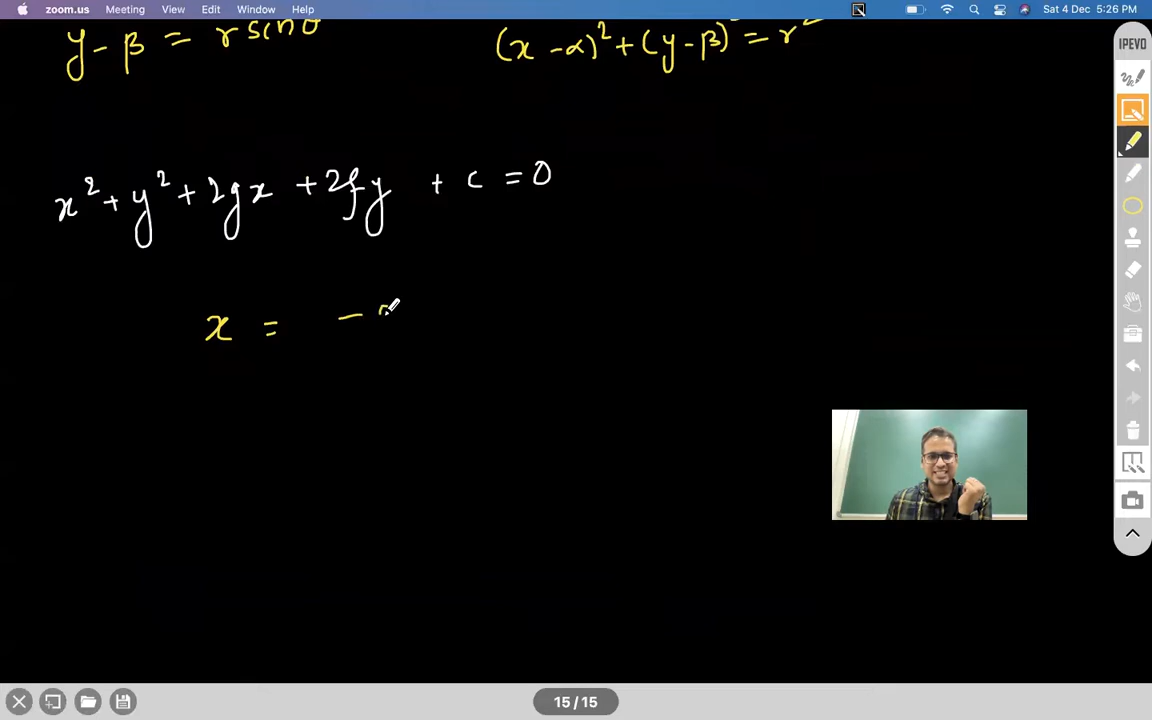 zoom.us Meeting View Edit Window Help Sat 4 Dec 5:26 PM
y - β = r sin θ
(x - α)² + (y - β)² = r²
IPEVO
x² + y² + 2gx + 2fy + c = 0
x = -
15/15